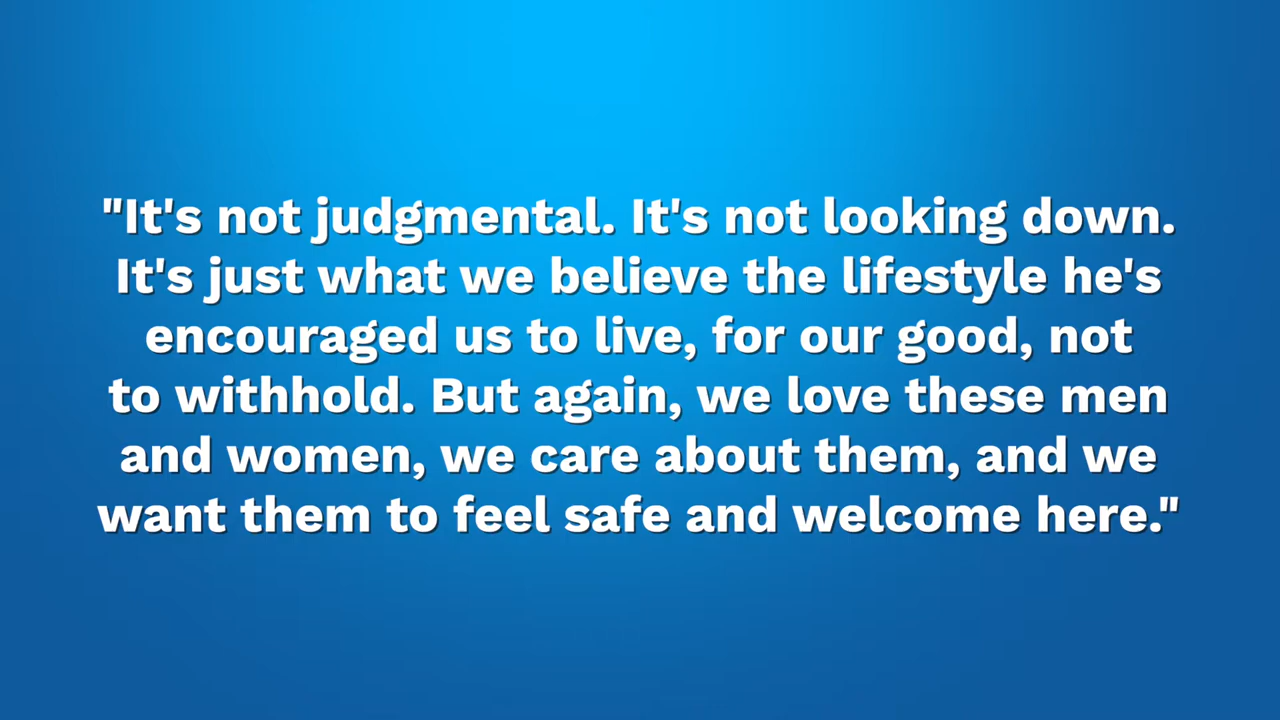 "It's not judgmental. It's not looking down.
It's just what we believe the lifestyle he's
encouraged us to live, for our good, not
to withhold. But again, we love these men
and women, we care about them, and we
want them to feel safe and welcome here."